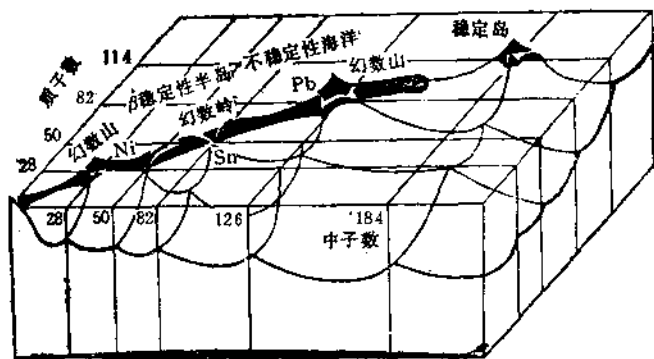 稳定岛
114
质子数
82
β稳定性半岛
不稳定性海洋
Pb
幻数山
50
幻数岭
幻数山
Ni
Sn
28
28
50
82
126
184
中子数